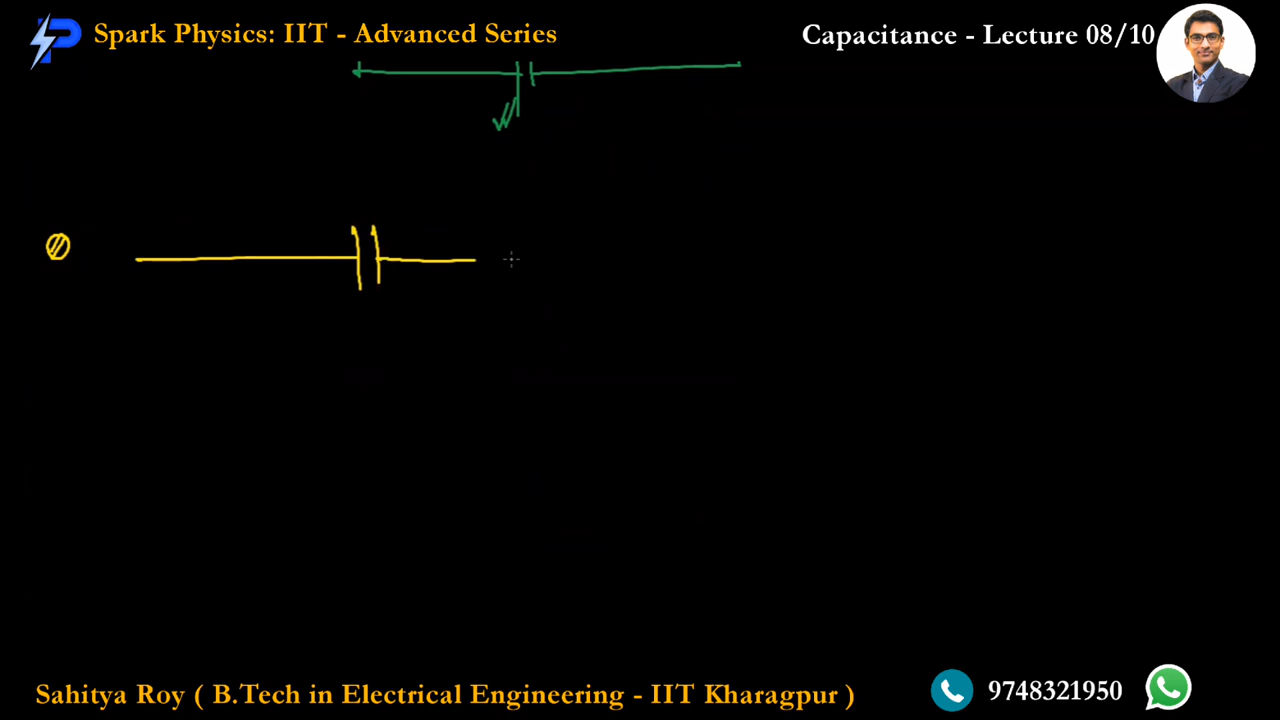 Spark Physics: IIT - Advanced Series
Capacitance - Lecture 08/10
Sahitya Roy ( B.Tech in Electrical Engineering - IIT Kharagpur )
9748321950